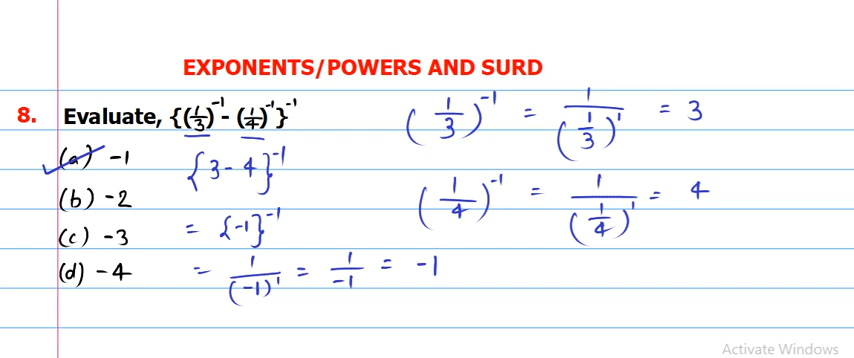 EXPONENTS/POWERS AND SURD
8. Evaluate, {(1/3)⁻¹ - (1/4)⁻¹}⁻¹
(a) -1
(b) -2
(c) -3
(d) -4
{3 - 4}⁻¹
= {-1}⁻¹
= 1/(-1)¹ = 1/-1 = -1
(1/3)⁻¹ = 1/(1/3)¹ = 3
(1/4)⁻¹ = 1/(1/4)¹ = 4
Activate Windows